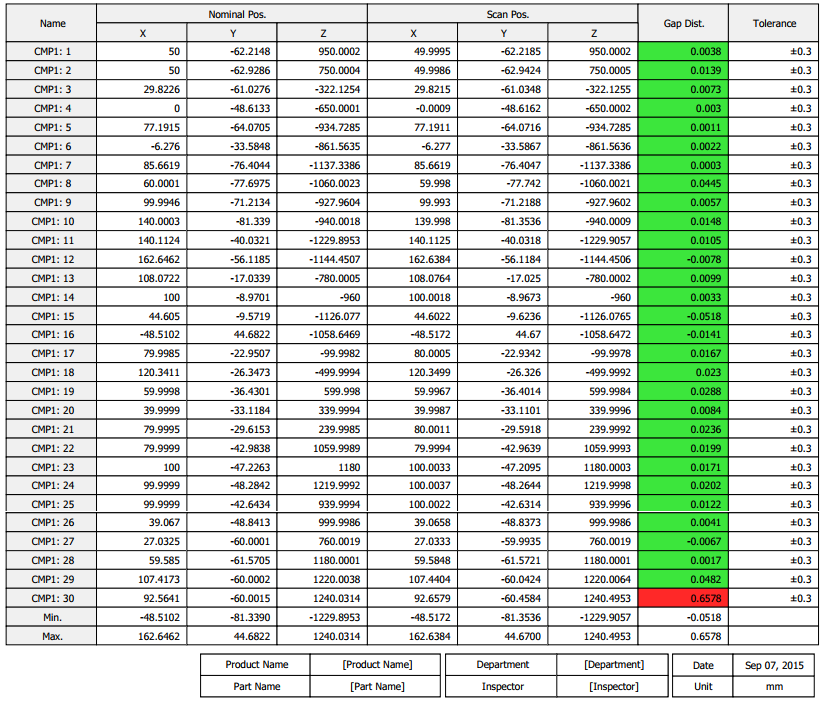 Name Nominal Pos. Scan Pos. Gap Dist. Tolerance
X Y Z X Y Z
CMP1: 1 50 -62.2148 950.0002 49.9995 -62.2185 950.0002 0.0038 ±0.3
CMP1: 2 50 -62.9286 750.0004 49.9986 -62.9424 750.0005 0.0139 ±0.3
CMP1: 3 29.8226 -61.0276 -322.1254 29.8215 -61.0348 -322.1255 0.0073 ±0.3
CMP1: 4 0 -48.6133 -650.0001 -0.0009 -48.6162 -650.0002 0.003 ±0.3
CMP1: 5 77.1915 -64.0705 -934.7285 77.1911 -64.0716 -934.7285 0.0011 ±0.3
CMP1: 6 -6.276 -33.5848 -861.5635 -6.277 -33.5867 -861.5636 0.0022 ±0.3
CMP1: 7 85.6619 -76.4044 -1137.3386 85.6619 -76.4047 -1137.3386 0.0003 ±0.3
CMP1: 8 60.0001 -77.6975 -1060.0023 59.998 -77.742 -1060.0021 0.0445 ±0.3
CMP1: 9 99.9946 -71.2134 -927.9604 99.993 -71.2188 -927.9602 0.0057 ±0.3
CMP1: 10 140.0003 -81.339 -940.0018 139.998 -81.3536 -940.0009 0.0148 ±0.3
CMP1: 11 140.1124 -40.0321 -1229.8953 140.1125 -40.0318 -1229.9057 0.0105 ±0.3
CMP1: 12 162.6462 -56.1185 -1144.4507 162.6384 -56.1184 -1144.4506 -0.0078 ±0.3
CMP1: 13 108.0722 -17.0339 -780.0005 108.0764 -17.025 -780.0002 0.0099 ±0.3
CMP1: 14 100 -8.9701 -960 100.0018 -8.9673 -960 0.0033 ±0.3
CMP1: 15 44.605 -9.5719 -1126.077 44.6022 -9.6236 -1126.0765 -0.0518 ±0.3
CMP1: 16 -48.5102 44.6822 -1058.6469 -48.5172 44.67 -1058.6472 -0.0141 ±0.3
CMP1: 17 79.9985 -22.9507 -99.9982 80.0005 -22.9342 -99.9978 0.0167 ±0.3
CMP1: 18 120.3411 -26.3473 -499.9994 120.3499 -26.326 -499.9992 0.023 ±0.3
CMP1: 19 59.9998 -36.4301 599.998 59.9967 -36.4014 599.9984 0.0288 ±0.3
CMP1: 20 39.9999 -33.1184 339.9994 39.9987 -33.1101 339.9996 0.0084 ±0.3
CMP1: 21 79.9995 -29.6153 239.9985 80.0011 -29.5918 239.9992 0.0236 ±0.3
CMP1: 22 79.9999 -42.9838 1059.9989 79.9994 -42.9639 1059.9993 0.0199 ±0.3
CMP1: 23 100 -47.2263 1180 100.0033 -47.2095 1180.0003 0.0171 ±0.3
CMP1: 24 99.9999 -48.2842 1219.9992 100.0037 -48.2644 1219.9998 0.0202 ±0.3
CMP1: 25 99.9999 -42.6434 939.9994 100.0022 -42.6314 939.9996 0.0122 ±0.3
CMP1: 26 39.067 -48.8413 999.9986 39.0658 -48.8373 999.9986 0.0041 ±0.3
CMP1: 27 27.0325 -60.0001 760.0019 27.0333 -59.9935 760.0019 -0.0067 ±0.3
CMP1: 28 59.585 -61.5705 1180.0001 59.5848 -61.5721 1180.0001 0.0017 ±0.3
CMP1: 29 107.4173 -60.0002 1220.0038 107.4404 -60.0424 1220.0064 0.0482 ±0.3
CMP1: 30 92.5641 -60.0015 1240.0314 92.6579 -60.4584 1240.4953 0.6578 ±0.3
Min. -48.5102 -81.3390 -1229.8953 -48.5172 -81.3536 -1229.9057 -0.0518
Max. 162.6462 44.6822 1240.0314 162.6384 44.6700 1240.4953 0.6578
Product Name [Product Name] Department [Department] Date Sep 07, 2015
Part Name [Part Name] Inspector [Inspector] Unit mm